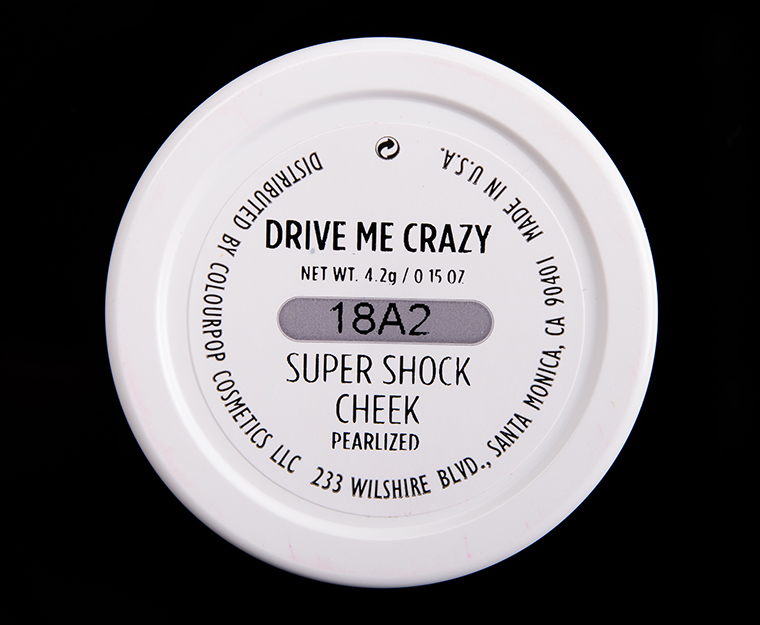 DRIVE ME CRAZY
NET WT. 4.2g / 0 15 OZ
18A2
SUPER SHOCK
CHEEK
PEARLIZED
DISTRIBUTED BY COLOURPOP COSMETICS LLC 233 WILSHIRE BLVD., SANTA MONICA, CA 90401 MADE IN U.S.A.